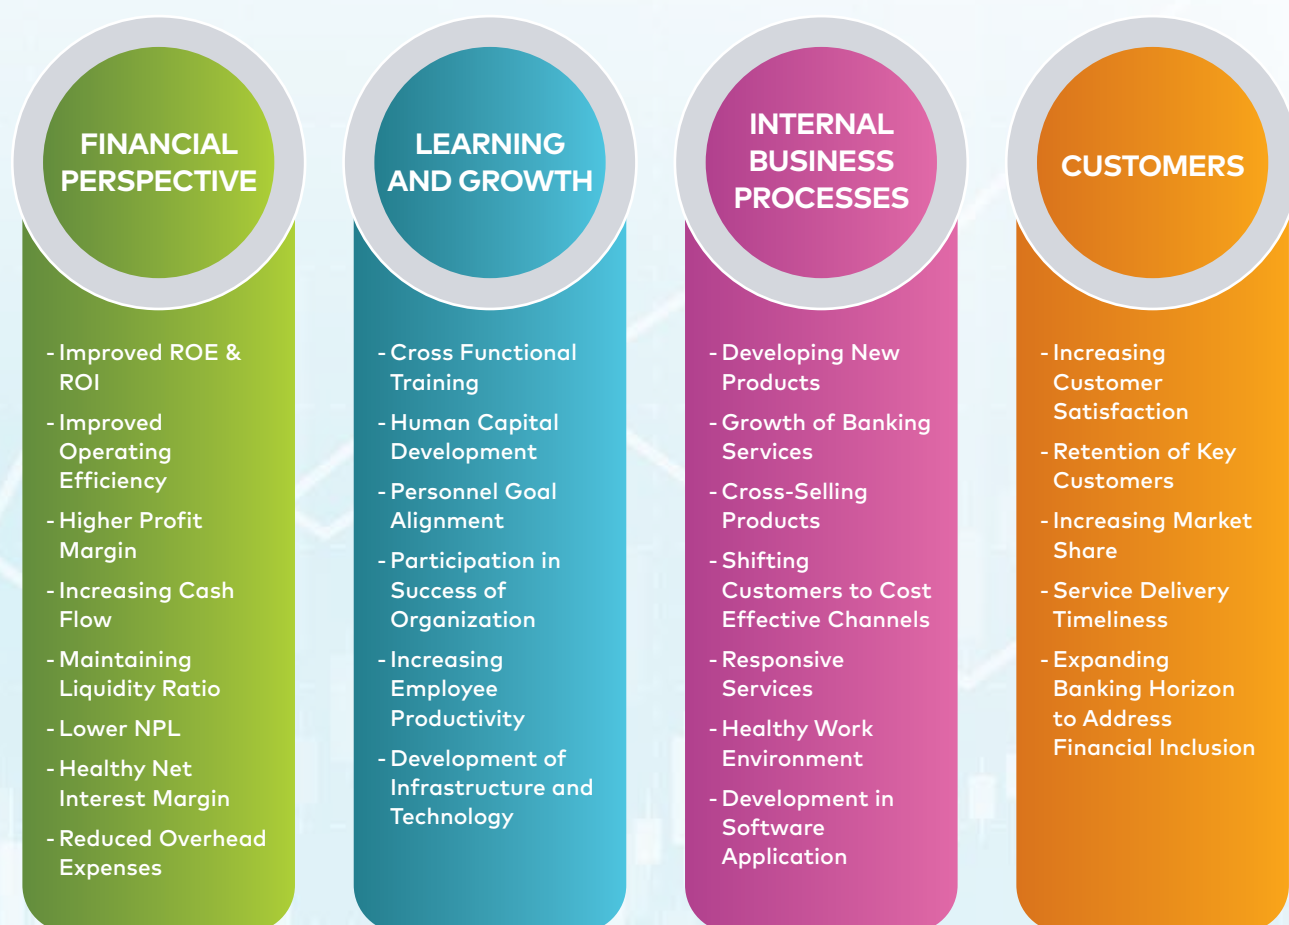 FINANCIAL
PERSPECTIVE
- Improved ROE &
ROI
- Improved
Operating
Efficiency
- Higher Profit
Margin
- Increasing Cash
Flow
- Maintaining
Liquidity Ratio
- Lower NPL
- Healthy Net
Interest Margin
- Reduced Overhead
Expenses
LEARNING
AND GROWTH
- Cross Functional
Training
- Human Capital
Development
- Personnel Goal
Alignment
- Participation in
Success of
Organization
- Increasing
Employee
Productivity
- Development of
Infrastructure and
Technology
INTERNAL
BUSINESS
PROCESSES
- Developing New
Products
- Growth of Banking
Services
- Cross-Selling
Products
- Shifting
Customers to Cost
Effective Channels
- Responsive
Services
- Healthy Work
Environment
- Development in
Software
Application
CUSTOMERS
- Increasing
Customer
Satisfaction
- Retention of Key
Customers
- Increasing Market
Share
- Service Delivery
Timeliness
- Expanding
Banking Horizon
to Address
Financial Inclusion